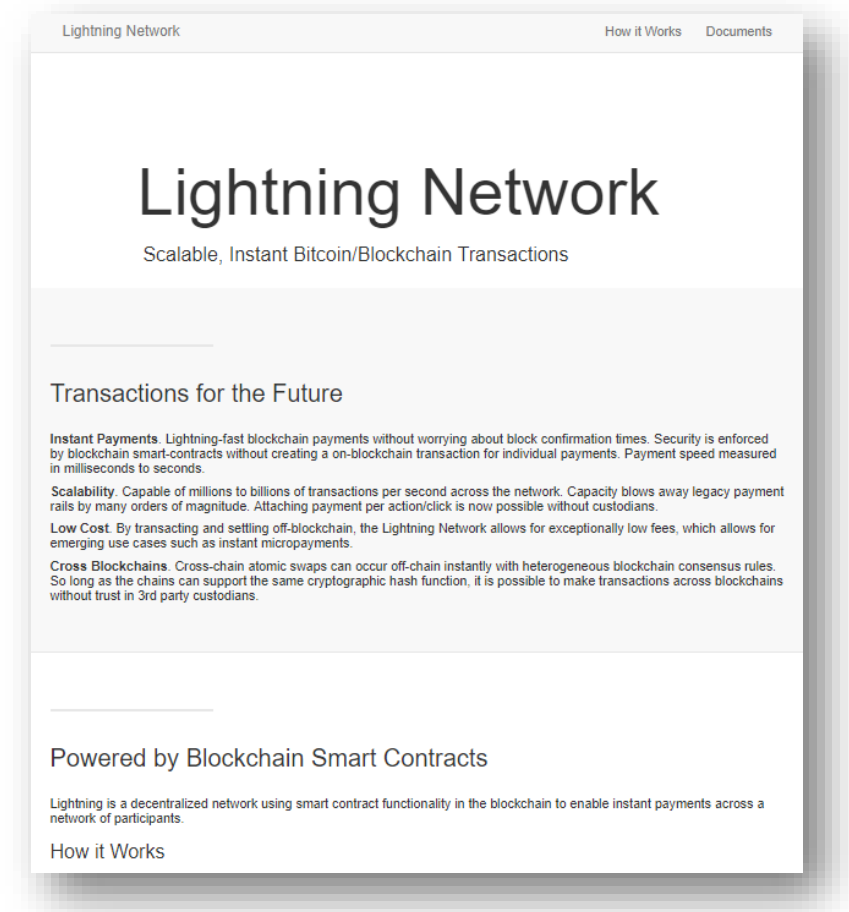 Lightning Network
How it Works
Documents
Lightning Network
Scalable, Instant Bitcoin/Blockchain Transactions
Transactions for the Future
Instant Payments. Lightning-fast blockchain payments without worrying about block confirmation times. Security is enforced
by blockchain smart-contracts without creating a on-blockchain transaction for individual payments. Payment speed measured
in milliseconds to seconds.
Scalability. Capable of millions to billions of transactions per second across the network. Capacity blows away legacy payment
rails by many orders of magnitude. Attaching payment per action/click is now possible without custodians.
Low Cost. By transacting and settling off-blockchain, the Lightning Network allows for exceptionally low fees, which allows for
emerging use cases such as instant micropayments.
Cross Blockchains. Cross-chain atomic swaps can occur off-chain instantly with heterogeneous blockchain consensus rules.
So long as the chains can support the same cryptographic hash function, it is possible to make transactions across blockchains
without trust in 3rd party custodians.
Powered by Blockchain Smart Contracts
Lightning is a decentralized network using smart contract functionality in the blockchain to enable instant payments across a
network of participants.
How it Works